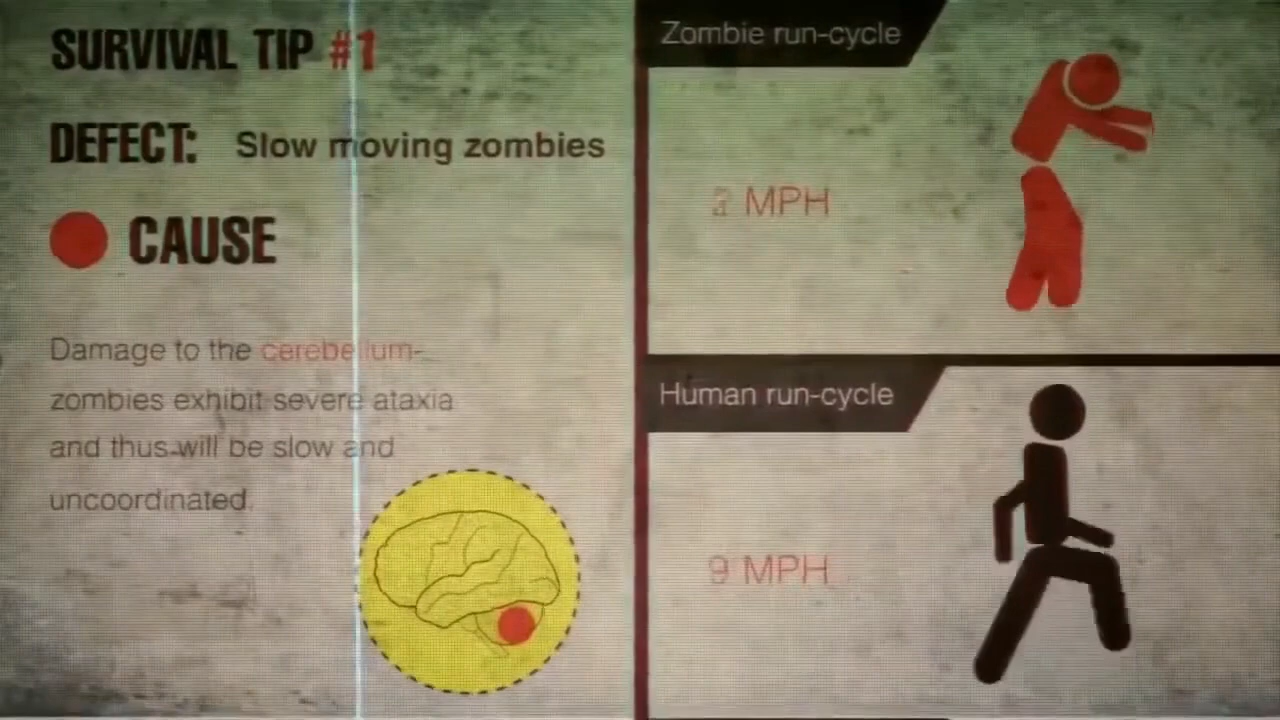 SURVIVAL TIP #1
DEFECT: Slow moving zombies
CAUSE
Damage to the cerebellum-
zombies exhibit severe ataxia
and thus will be slow and
uncoordinated.
Zombie run-cycle
MPH
Human run-cycle
9 MPH